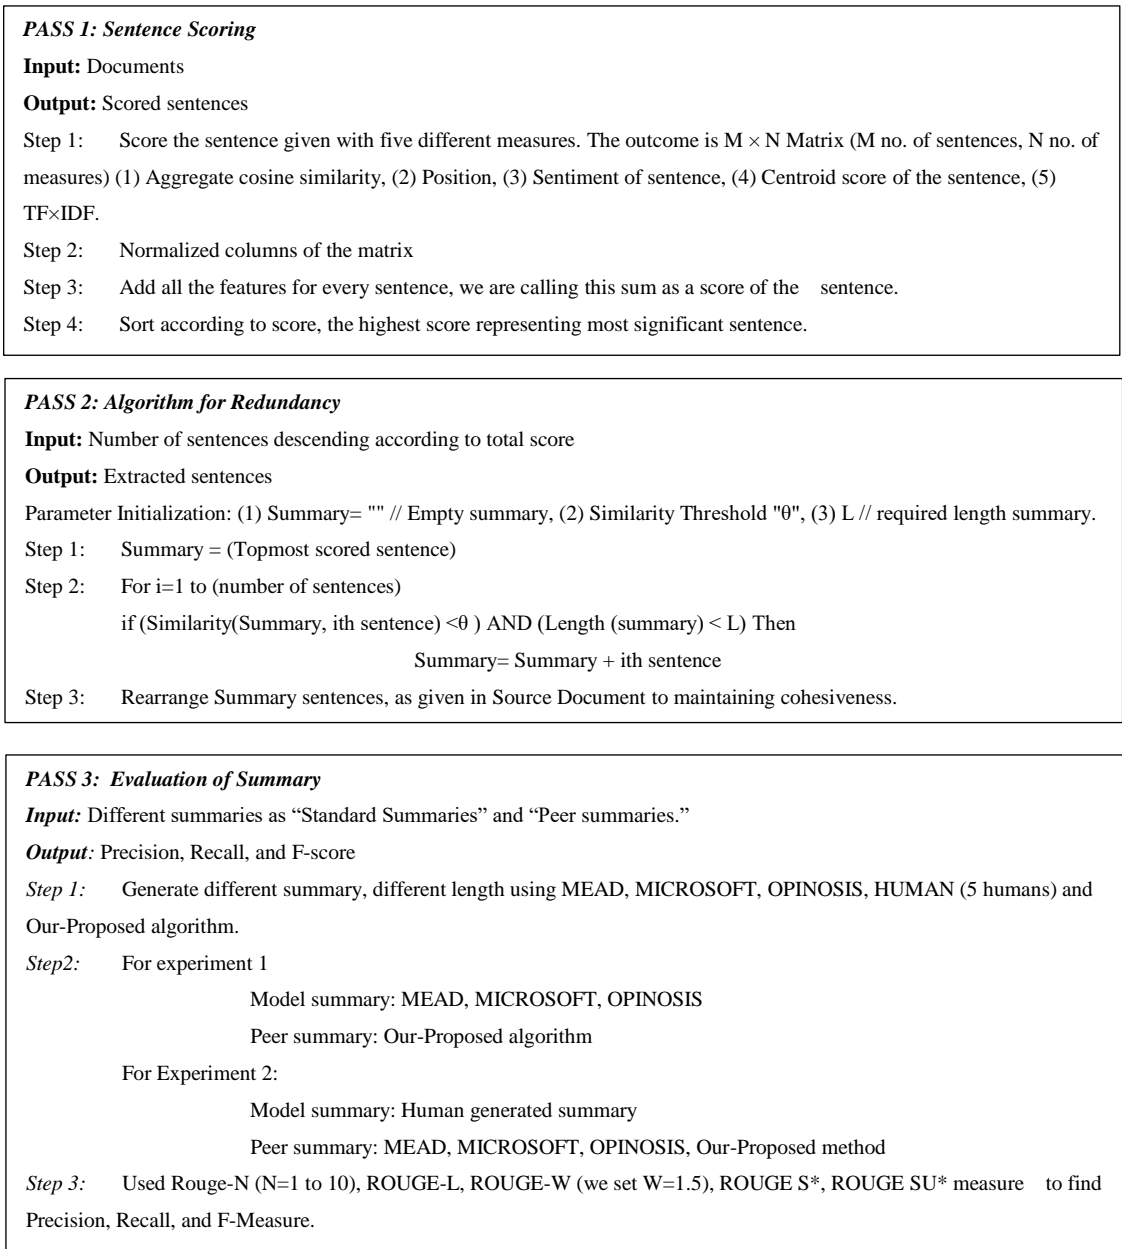 PASS 1: Sentence Scoring
Input: Documents
Output: Scored sentences
Step 1: Score the sentence given with five different measures. The outcome is M × N Matrix (M no. of sentences, N no. of
measures) (1) Aggregate cosine similarity, (2) Position, (3) Sentiment of sentence, (4) Centroid score of the sentence, (5)
TF×IDF.
Step 2: Normalized columns of the matrix
Step 3: Add all the features for every sentence, we are calling this sum as a score of the sentence.
Step 4: Sort according to score, the highest score representing most significant sentence.
PASS 2: Algorithm for Redundancy
Input: Number of sentences descending according to total score
Output: Extracted sentences
Parameter Initialization: (1) Summary= "" // Empty summary, (2) Similarity Threshold "θ", (3) L // required length summary.
Step 1: Summary = (Topmost scored sentence)
Step 2: For i=1 to (number of sentences)
if (Similarity(Summary, ith sentence) <θ ) AND (Length (summary) < L) Then
Summary= Summary + ith sentence
Step 3: Rearrange Summary sentences, as given in Source Document to maintaining cohesiveness.
PASS 3: Evaluation of Summary
Input: Different summaries as “Standard Summaries” and “Peer summaries.”
Output: Precision, Recall, and F-score
Step 1: Generate different summary, different length using MEAD, MICROSOFT, OPINOSIS, HUMAN (5 humans) and
Our-Proposed algorithm.
Step2: For experiment 1
Model summary: MEAD, MICROSOFT, OPINOSIS
Peer summary: Our-Proposed algorithm
For Experiment 2:
Model summary: Human generated summary
Peer summary: MEAD, MICROSOFT, OPINOSIS, Our-Proposed method
Step 3: Used Rouge-N (N=1 to 10), ROUGE-L, ROUGE-W (we set W=1.5), ROUGE S*, ROUGE SU* measure to find
Precision, Recall, and F-Measure.